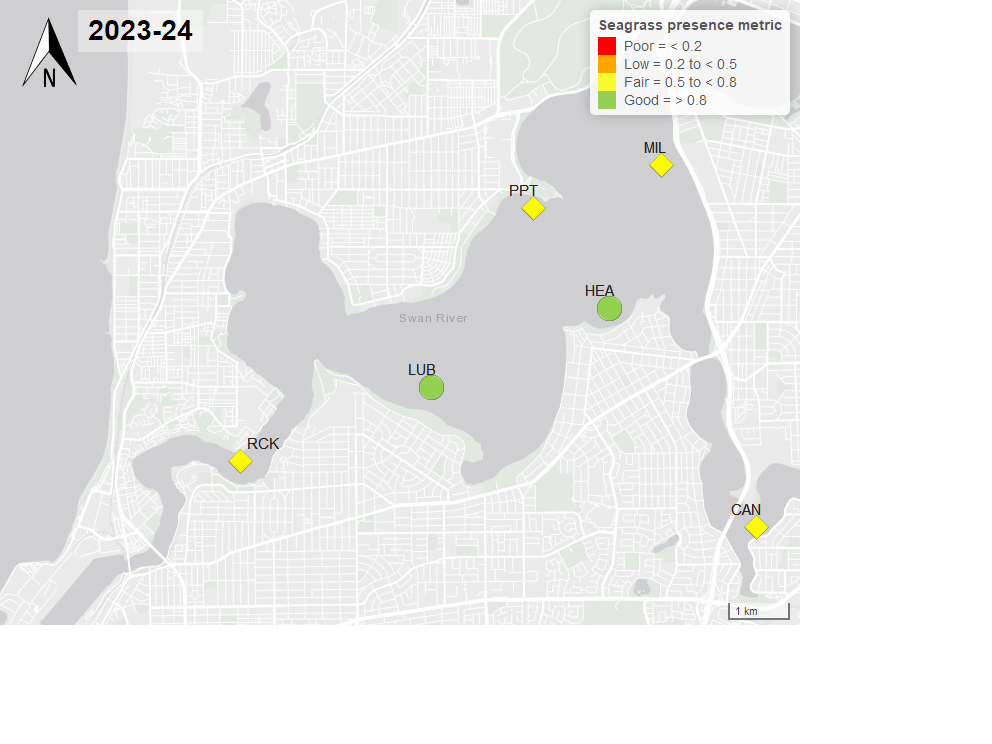 2023-24
N
Seagrass presence metric
Poor = < 0.2
Low = 0.2 to < 0.5
Fair = 0.5 to < 0.8
Good = > 0.8
MIL
PPT
HEA
Swan River
LUB
RCK
CAN
1 km